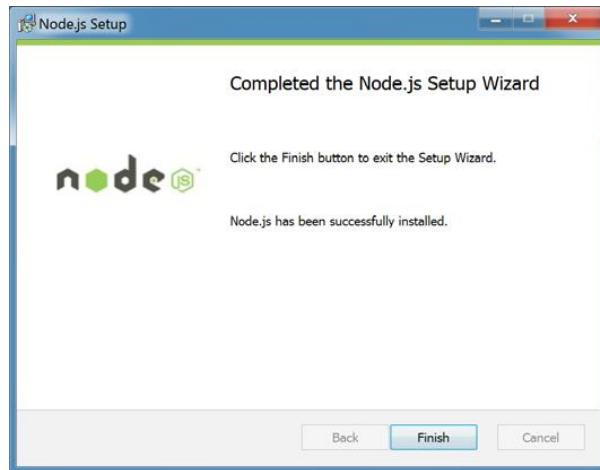 Node.js Setup
Completed the Node.js Setup Wizard
Click the Finish button to exit the Setup Wizard.
node JS™
Node.js has been successfully installed.
Back
Finish
Cancel